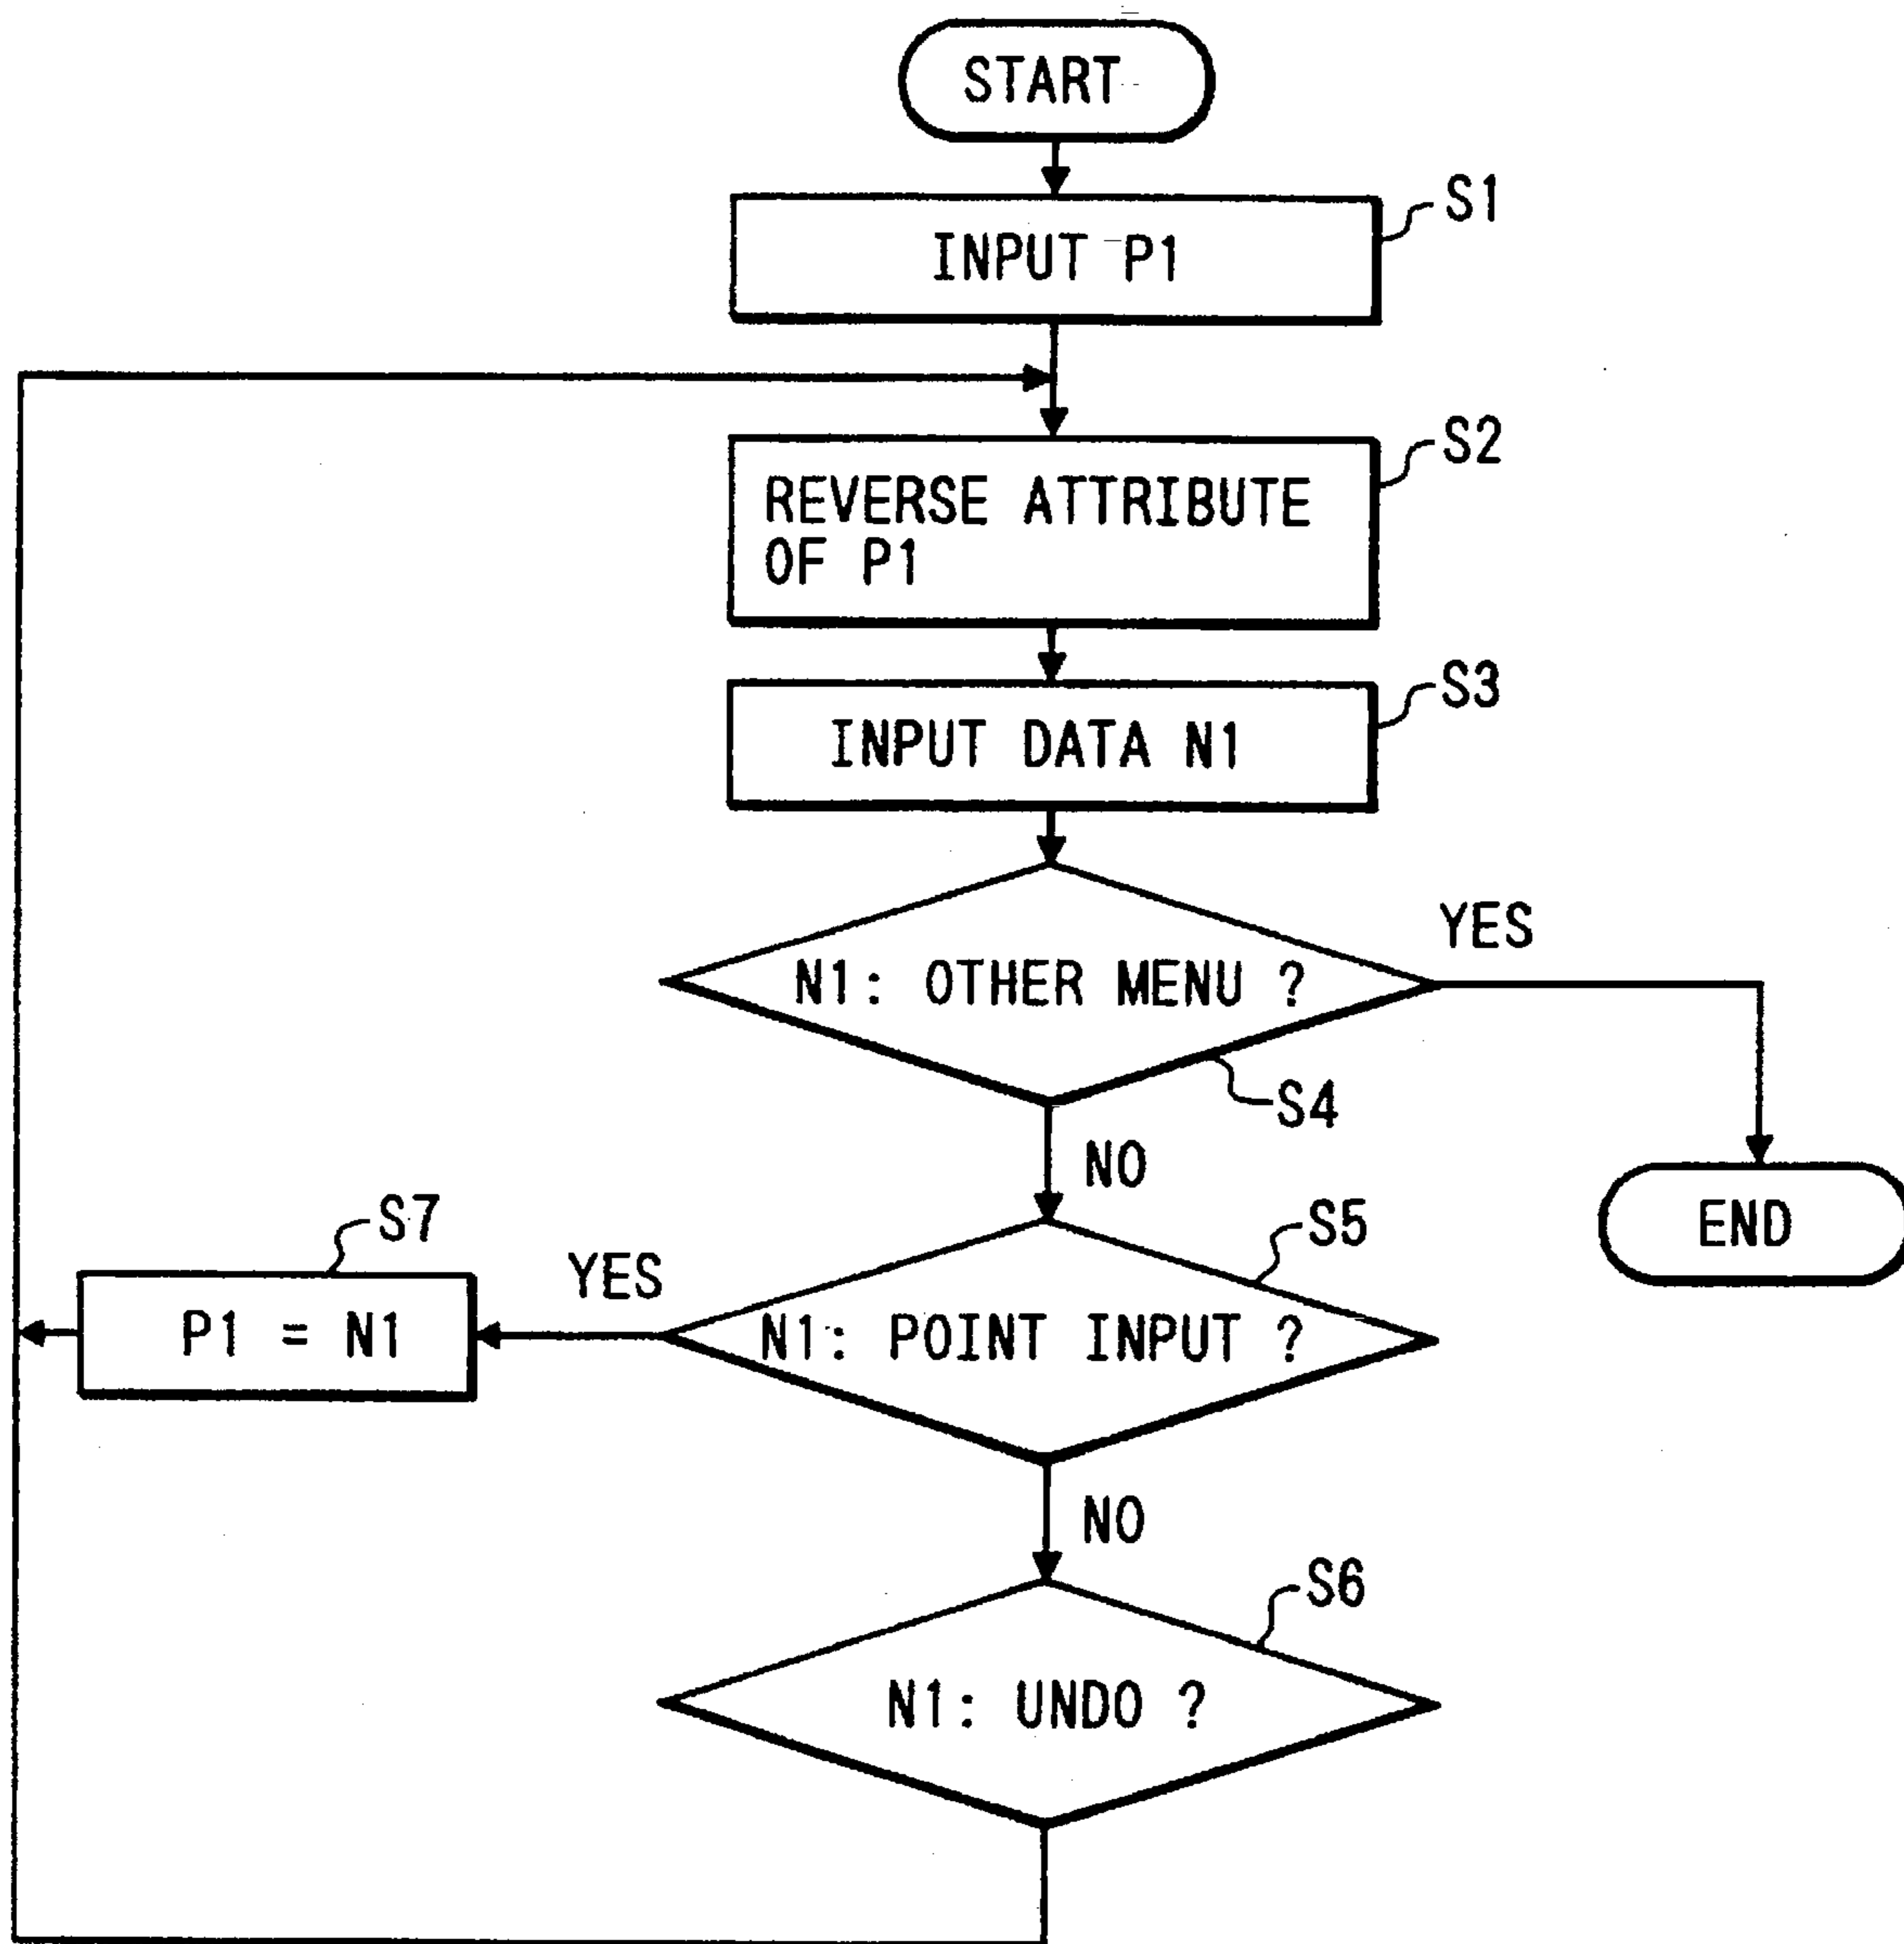 START
S1
INPUT P1
S2
REVERSE ATTRIBUTE
OF P1
S3
INPUT DATA N1
YES
N1: OTHER MENU ?
S4
NO
END
S7
S5
YES
P1 = N1
N1: POINT INPUT ?
NO
S6
N1: UNDO ?